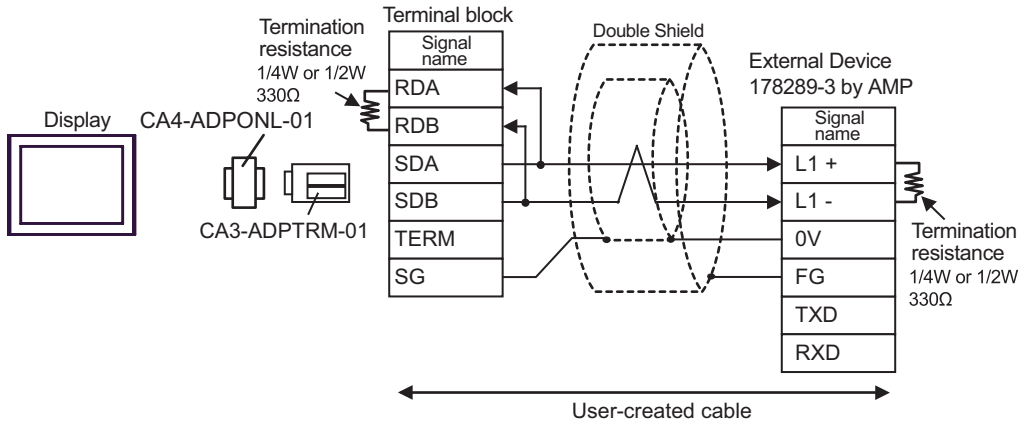 Display
CA4-ADPONL-01
CA3-ADPTRM-01
Termination
resistance
1/4W or 1/2W
330Ω
Terminal block
Signal
name
RDA
RDB
SDA
SDB
TERM
SG
Double Shield
External Device
178289-3 by AMP
Signal
name
L1 +
L1 -
0V
FG
TXD
RXD
Termination
resistance
1/4W or 1/2W
330Ω
User-created cable